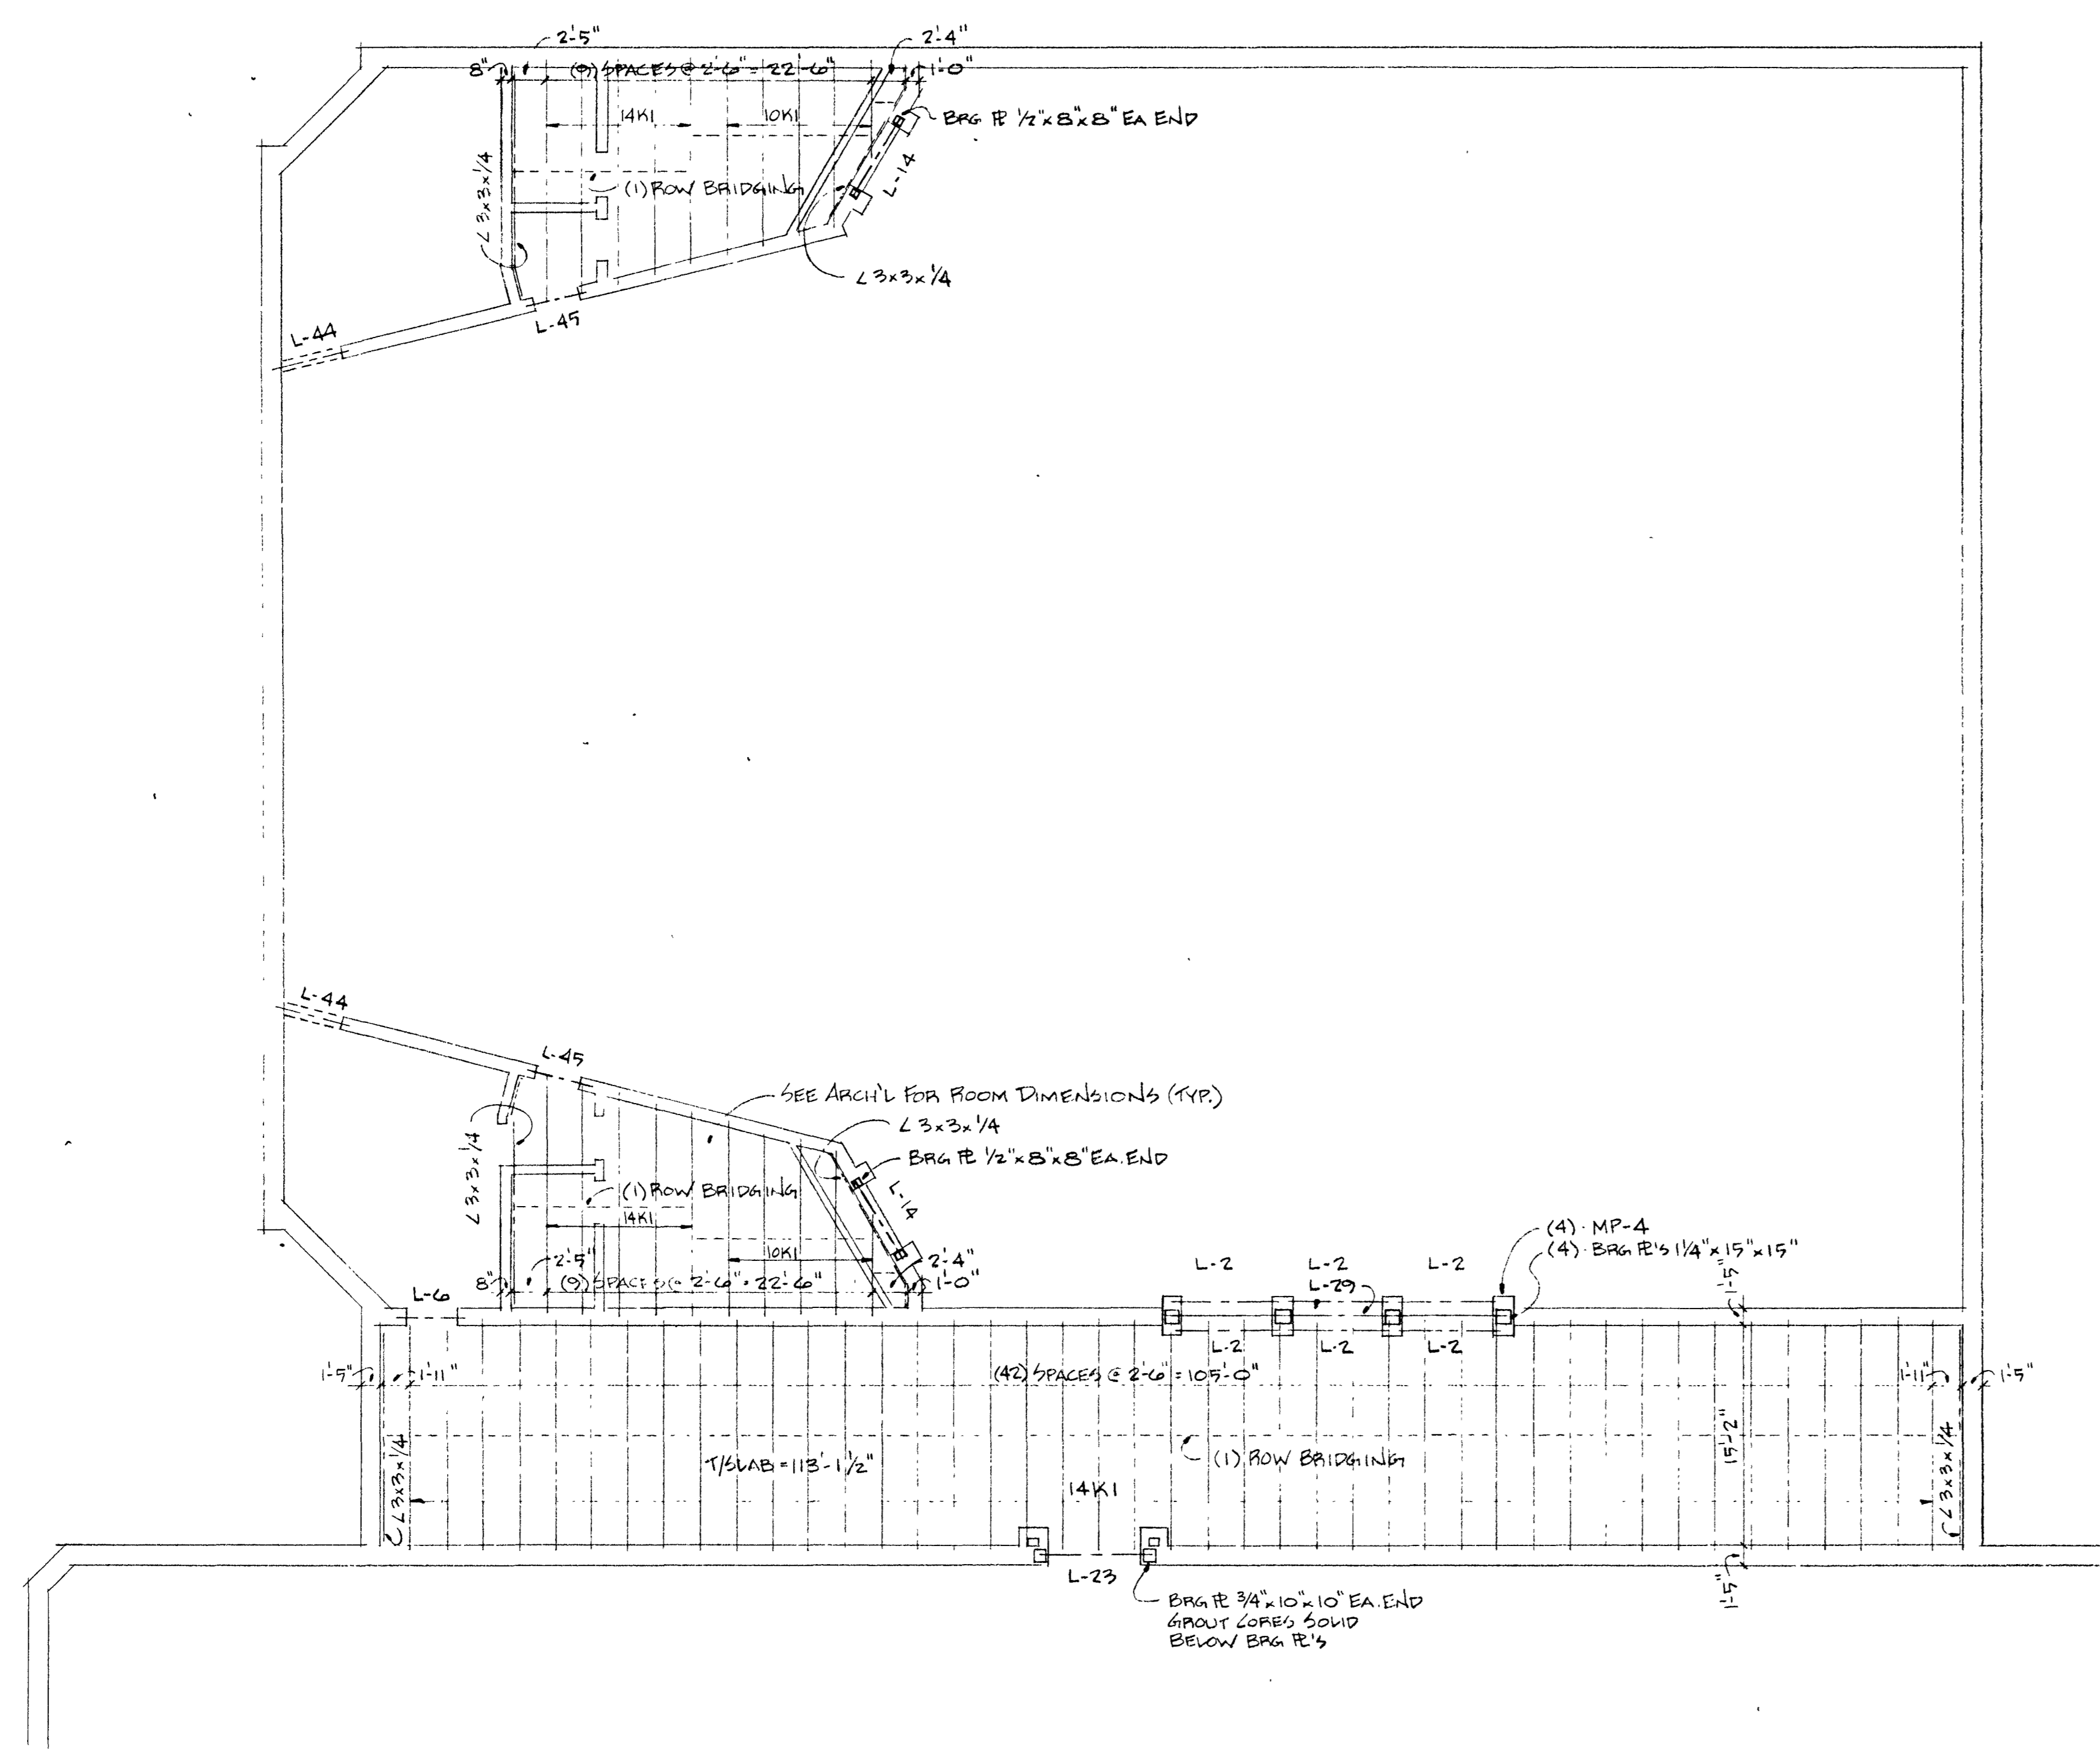 2'-5"
2'-4"
8"
(9) SPACES @ 2'-6" = 22'-6"
1'-0"
14K1
10K1
BRG PL 1/2"x8"x8" EA END
L 3x3x1/4
(1) ROW BRIDGING
L-14
L 3x3x1/4
L-45
L-44
L-44
L-45
SEE ARCH'L FOR ROOM DIMENSIONS (TYP.)
L 3x3x1/4
BRG PL 1/2"x8"x8" EA. END
L 3x3x1/4
(1) ROW BRIDGING
L-14
14K1
10K1
2'-5"
2'-4"
8"
(9) SPACES @ 2'-6" = 22'-6"
1'-0"
(4) - MP-4
(4) - BRG PL'S 1 1/4"x15"x15"
L-2
L-2
L-2
L-29
1'-5"
L-6
L-2
L-2
L-2
1'-5"
1'-11"
(42) SPACES @ 2'-6" = 105'-0"
1'-11"
1'-5"
L 3x3x1/4
T/SLAB = 113'-1 1/2"
(1) ROW BRIDGING
15'-2"
L 3x3x1/4
14K1
L-23
1'-5"
BRG PL 3/4"x10"x10" EA. END
GROUT CORES SOLID
BELOW BRG PL'S